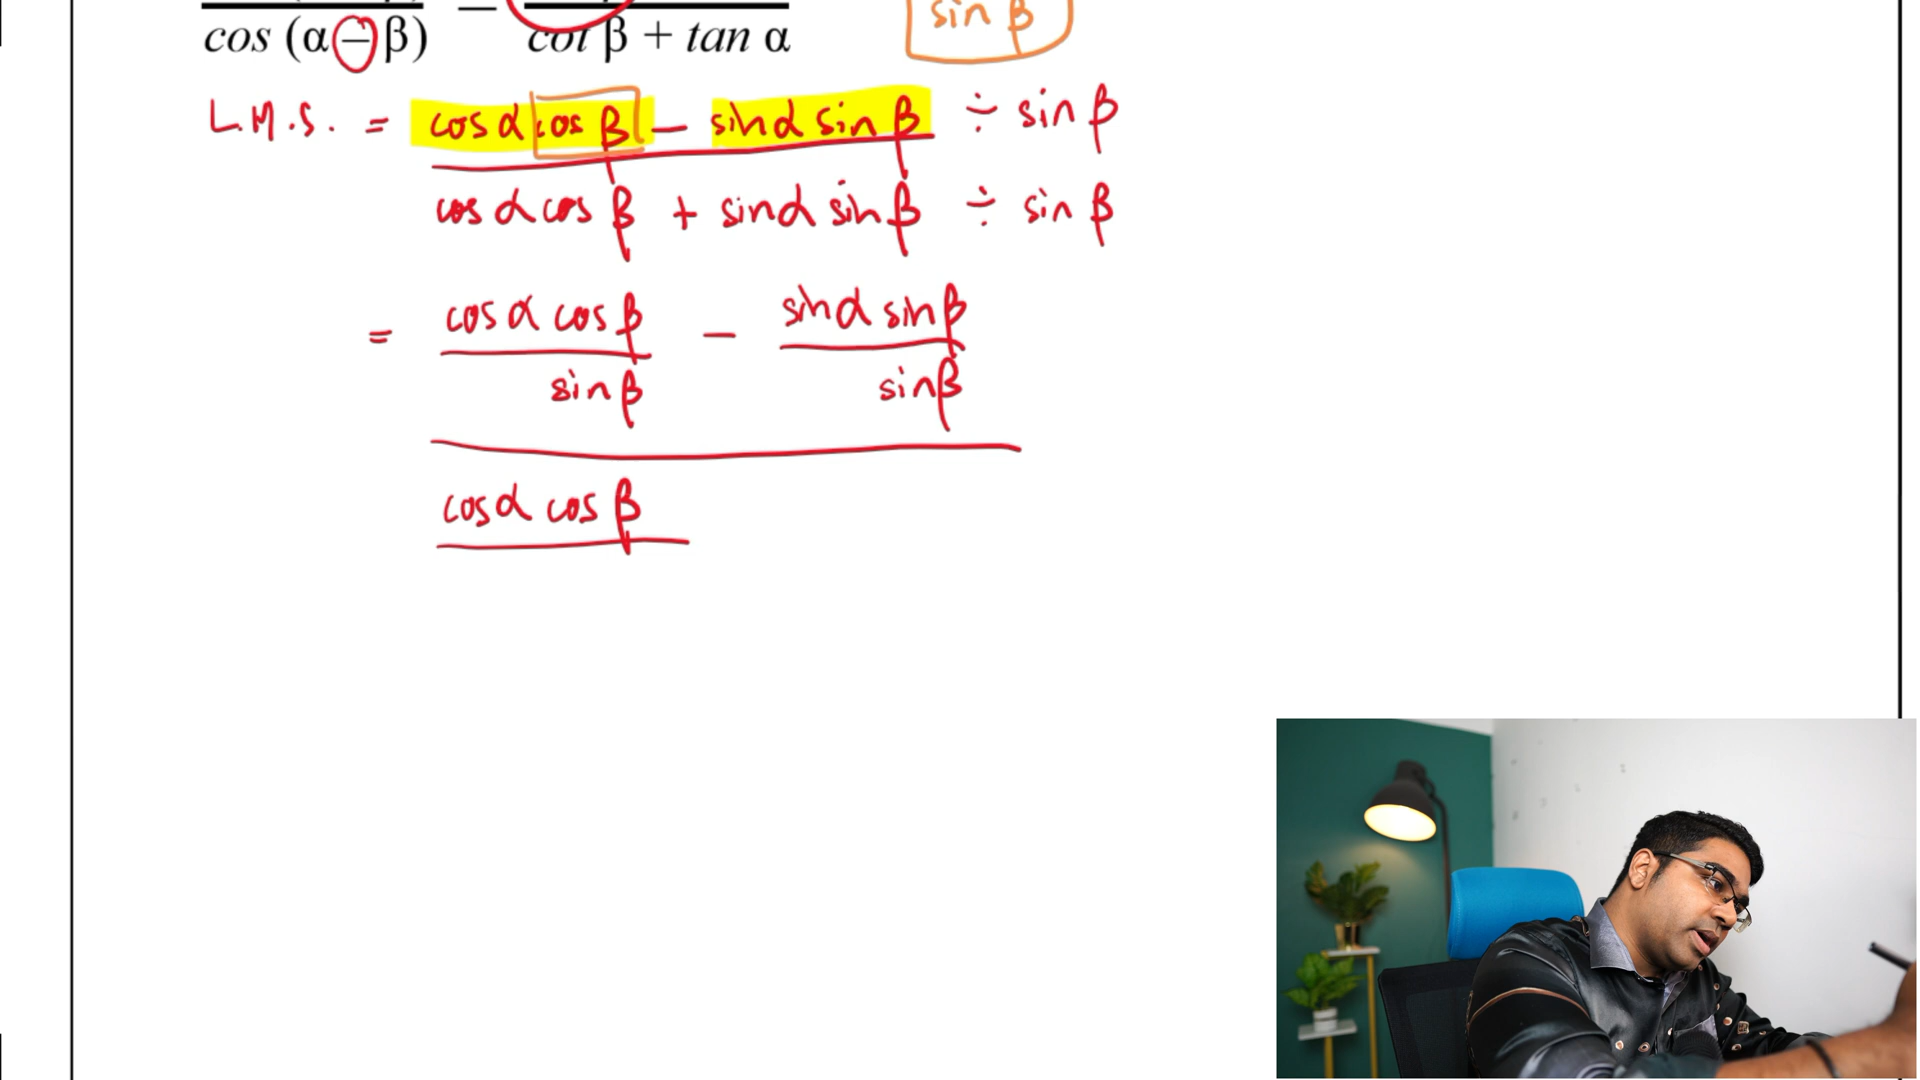 sin β
cos (α − β) − cot β + tan α
L.H.S. = cos α cos β − sin α sin β ÷ sin β
cos α cos β + sin α sin β ÷ sin β
= cos α cos β − sin α sin β
sin β sin β
cos α cos β